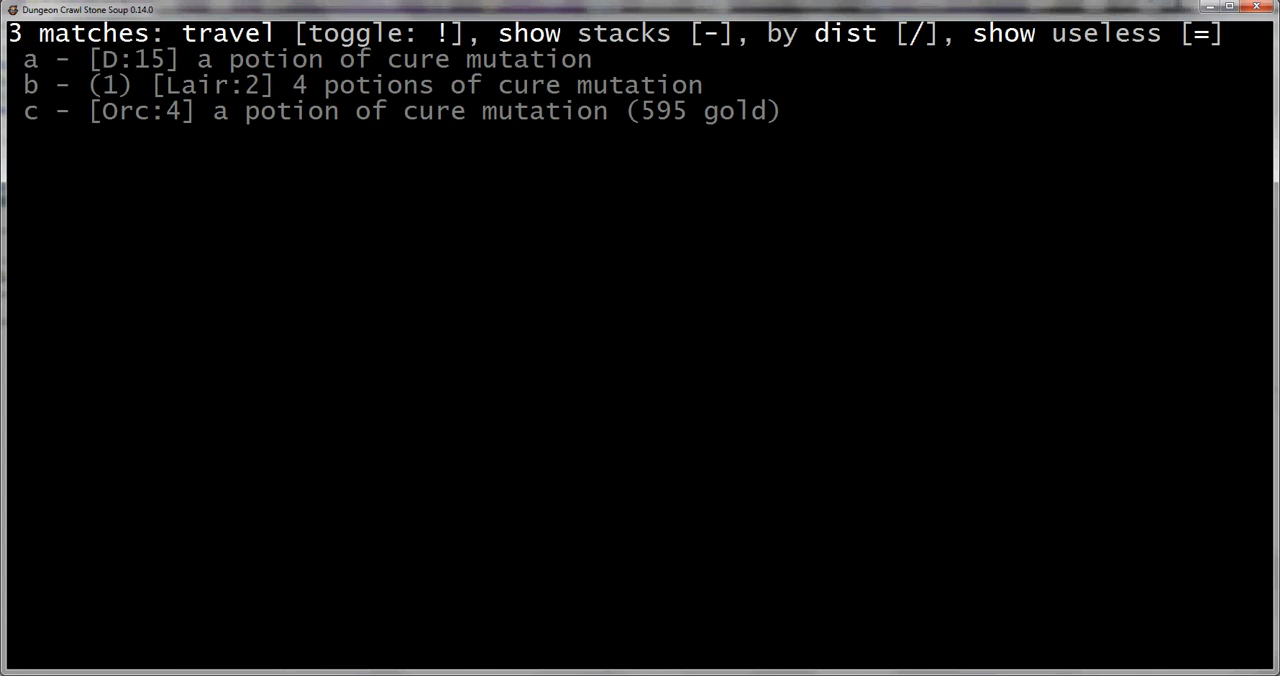 Dungeon Crawl Stone Soup 0.14.0
3 matches: travel [toggle: !], show stacks [-], by dist [/], show useless [=]
a - [D:15] a potion of cure mutation
b - (1) [Lair:2] 4 potions of cure mutation
c - [Orc:4] a potion of cure mutation (595 gold)